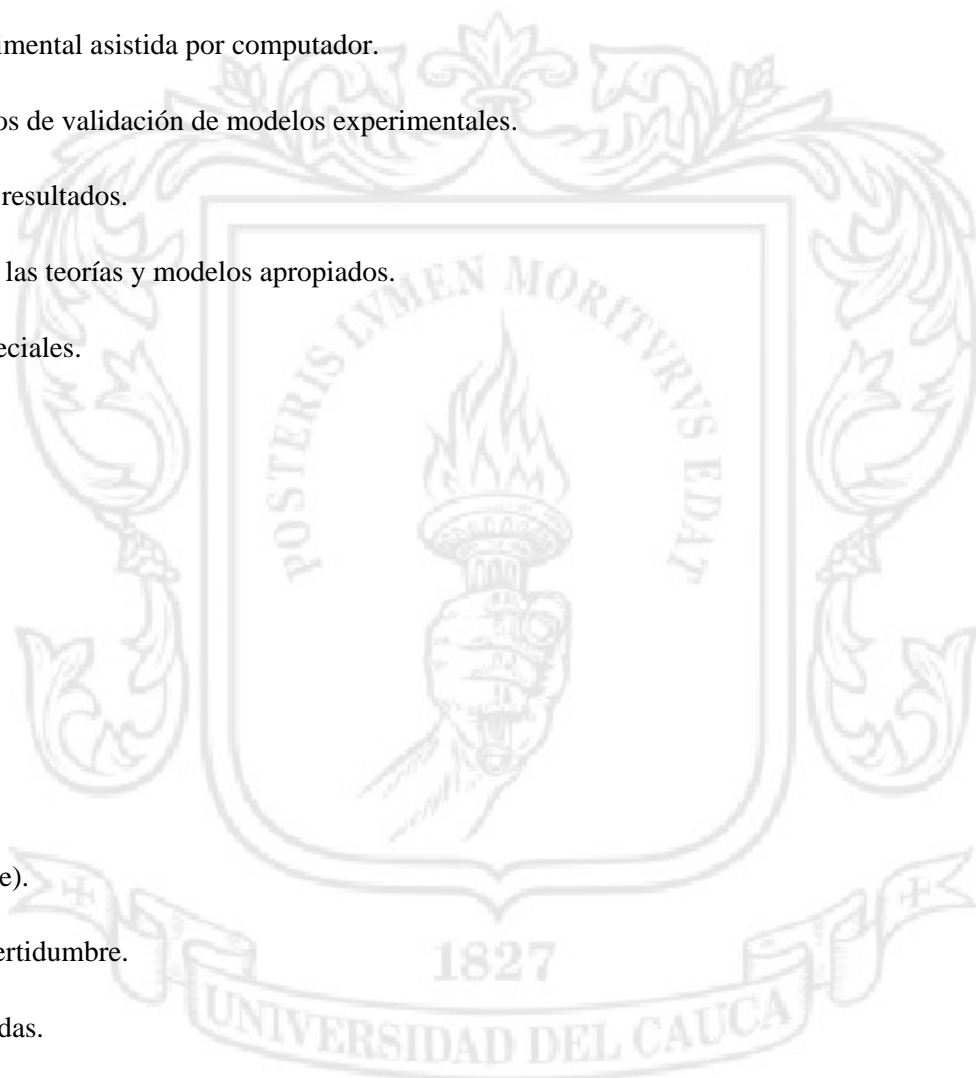 imental asistida por computador.
os de validación de modelos experimentales.
resultados.
las teorías y modelos apropiados.
eciales.
POSTERIS LVMEN MORITVRVS EDAT
e).
ertidumbre.
1827
das.
UNIVERSIDAD DEL CAUCA